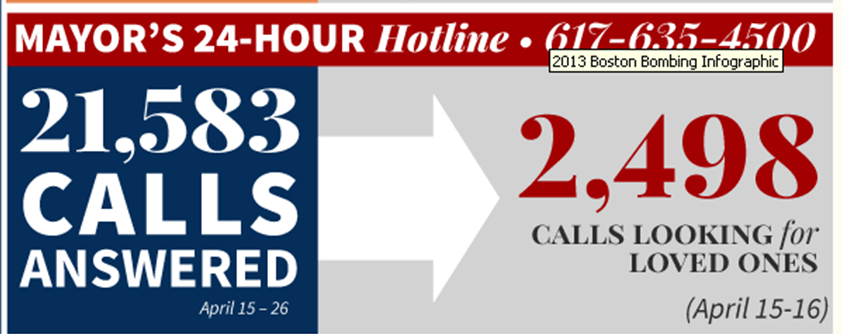 MAYOR'S 24-HOUR Hotline • 617-635-4500
2013 Boston Bombing Infographic
21,583
CALLS
ANSWERED
April 15 – 26
2,498
CALLS LOOKING for
LOVED ONES
(April 15-16)